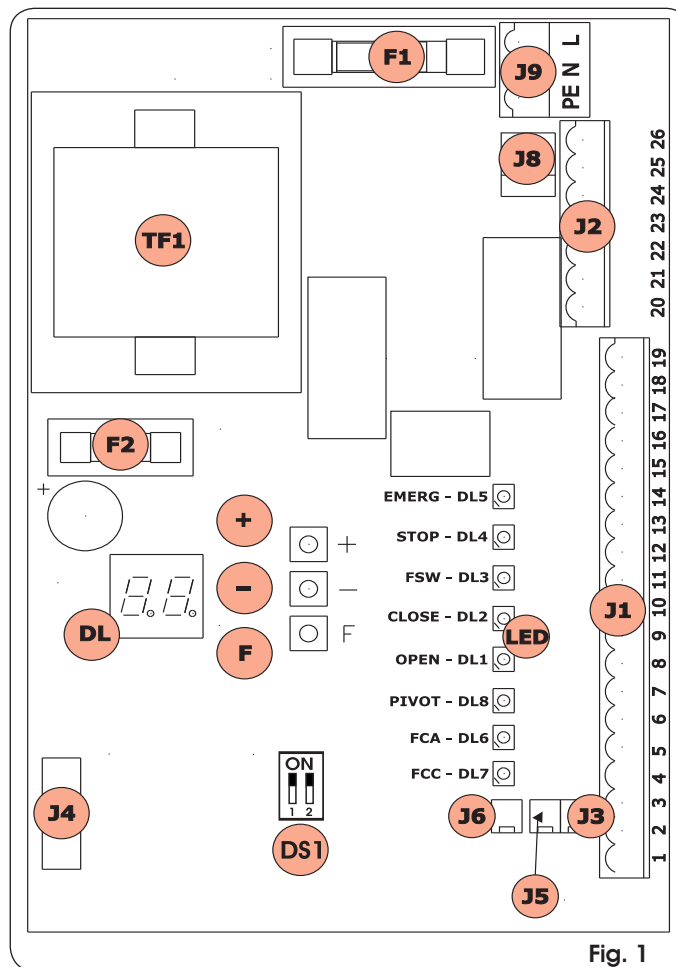 F1
J9
PE N L
J8
J2
26
25
24
23
22
21
20
TF1
19
18
17
16
15
14
13
12
11
10
9
8
7
6
5
4
3
2
1
J1
F2
+
+
-
F
+
-
F
8.8.
DL
EMERG - DL5
STOP - DL4
FSW - DL3
CLOSE - DL2
OPEN - DL1
PIVOT - DL8
FCA - DL6
FCC - DL7
LED
J4
ON
1 2
DS1
J6
J3
J5
Fig. 1